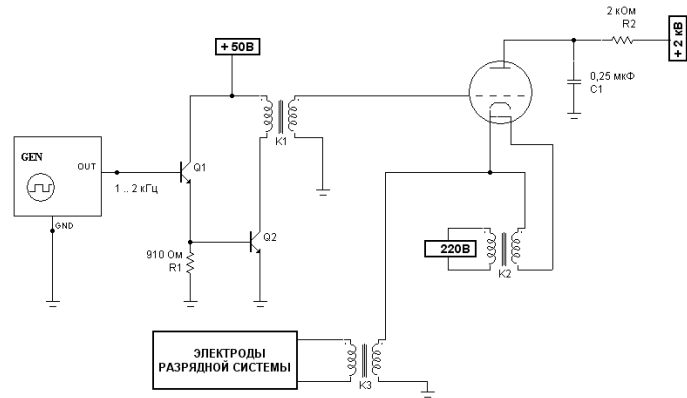 2 кОм
R2
+ 2 кВ
+ 50В
0,25 мкФ
C1
K1
GEN
OUT
Q1
1 .. 2 кГц
GND
Q2
910 Ом
R1
220В
K2
ЭЛЕКТРОДЫ
РАЗРЯДНОЙ СИСТЕМЫ
K3